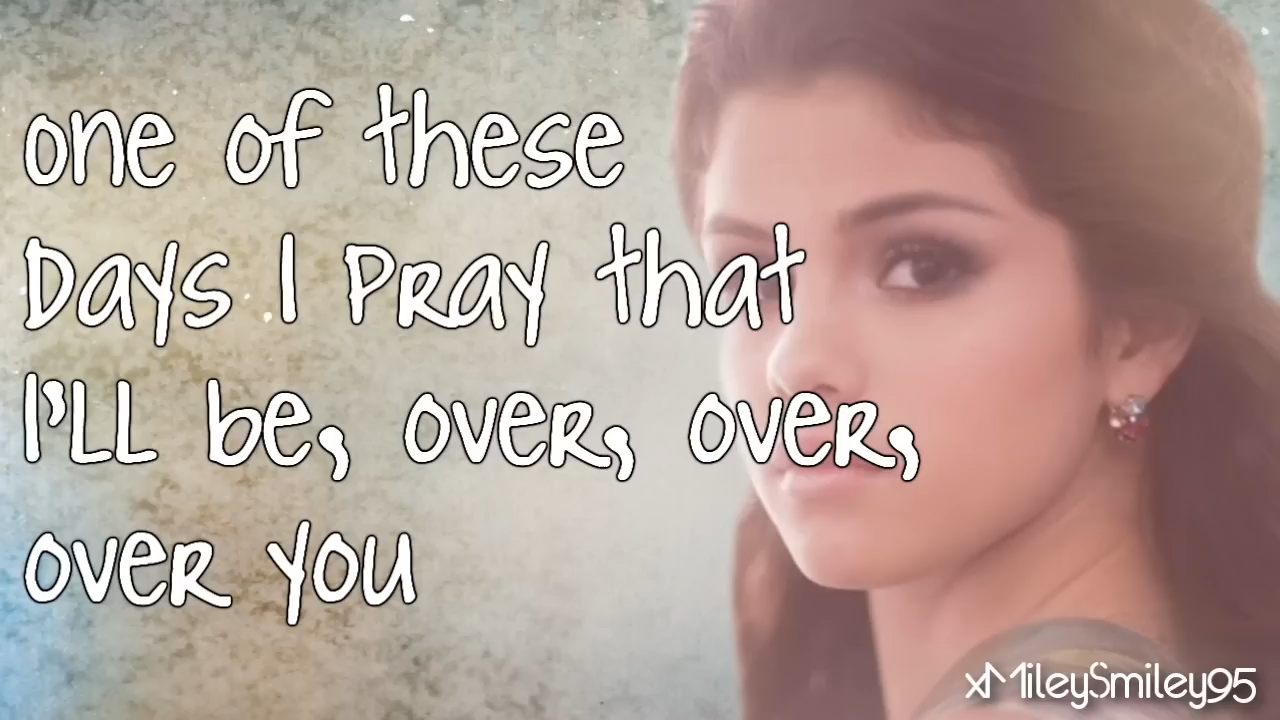 one of these
Days I Pray that
I'LL be, over, over,
over you
xMileySmiley95